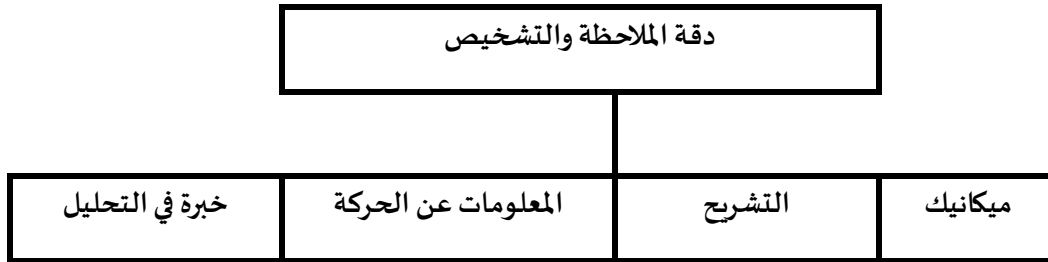 دقة الملاحظة والتشخيص
ميكانيك
التشريح
المعلومات عن الحركة
خبرة في التحليل